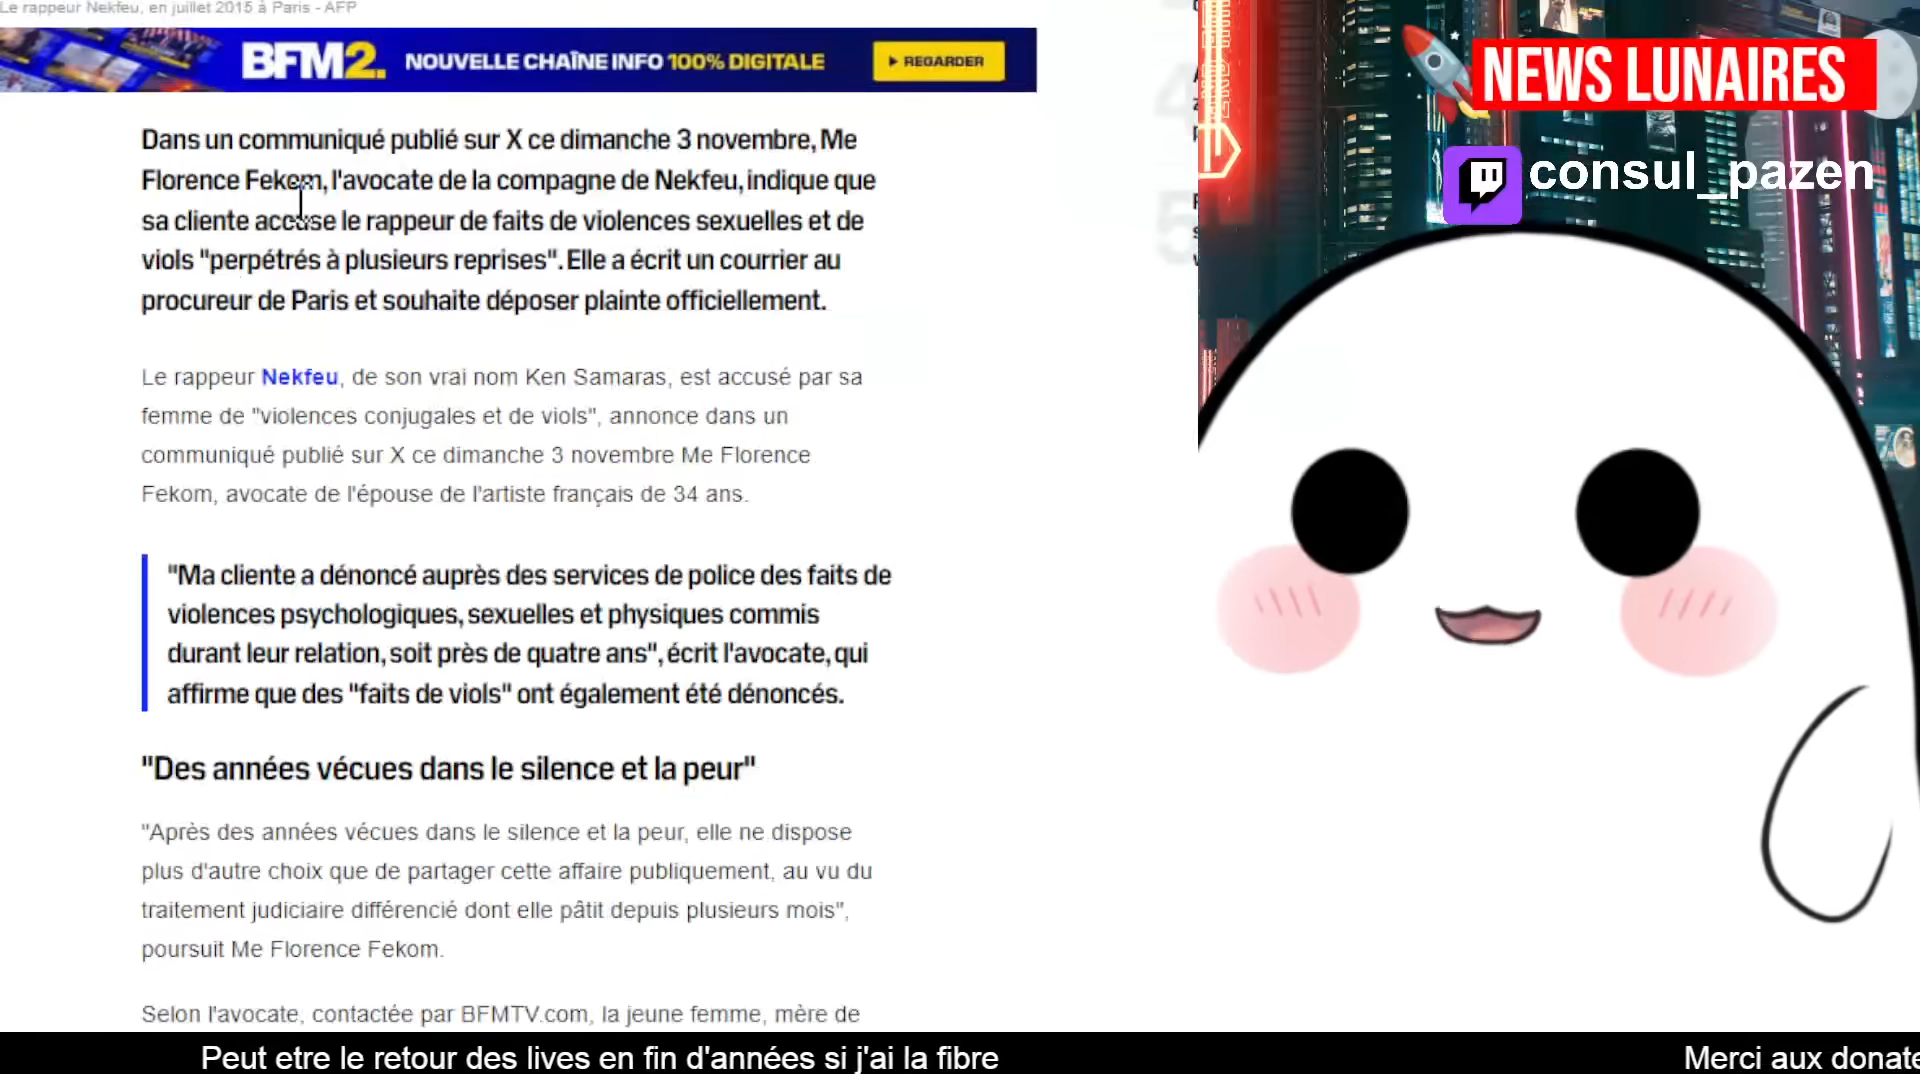 Le rappeur Nekfeu, en juillet 2015 à Paris - AFP
BFM2. NOUVELLE CHAÎNE INFO 100% DIGITALE REGARDER
Dans un communiqué publié sur X ce dimanche 3 novembre, Me
Florence Fekom, l'avocate de la compagne de Nekfeu, indique que
sa cliente accuse le rappeur de faits de violences sexuelles et de
viols "perpétrés à plusieurs reprises". Elle a écrit un courrier au
procureur de Paris et souhaite déposer plainte officiellement.
Le rappeur Nekfeu, de son vrai nom Ken Samaras, est accusé par sa
femme de "violences conjugales et de viols", annonce dans un
communiqué publié sur X ce dimanche 3 novembre Me Florence
Fekom, avocate de l'épouse de l'artiste français de 34 ans.
"Ma cliente a dénoncé auprès des services de police des faits de
violences psychologiques, sexuelles et physiques commis
durant leur relation, soit près de quatre ans", écrit l'avocate, qui
affirme que des "faits de viols" ont également été dénoncés.
"Des années vécues dans le silence et la peur"
"Après des années vécues dans le silence et la peur, elle ne dispose
plus d'autre choix que de partager cette affaire publiquement, au vu du
traitement judiciaire différencié dont elle pâtit depuis plusieurs mois",
poursuit Me Florence Fekom.
Selon l'avocate, contactée par BFMTV.com, la jeune femme, mère de
4
5
NEWS LUNAIRES
consul_pazen
Peut etre le retour des lives en fin d'années si j'ai la fibre
Merci aux donate